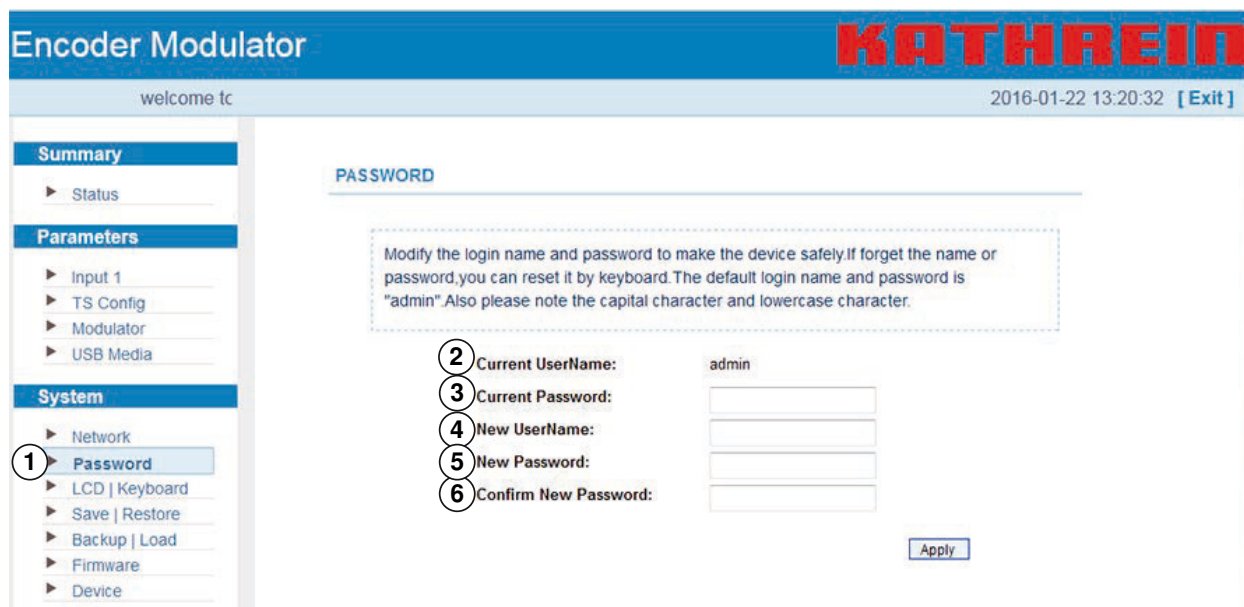 Encoder Modulator
KATHREIN
welcome tc
2016-01-22 13:20:32 [ Exit ]
Summary
Status
Parameters
Input 1
TS Config
Modulator
USB Media
System
Network
1 Password
LCD | Keyboard
Save | Restore
Backup | Load
Firmware
Device
PASSWORD
Modify the login name and password to make the device safely.If forget the name or
password,you can reset it by keyboard.The default login name and password is
"admin".Also please note the capital character and lowercase character.
2 Current UserName: admin
3 Current Password:
4 New UserName:
5 New Password:
6 Confirm New Password:
Apply